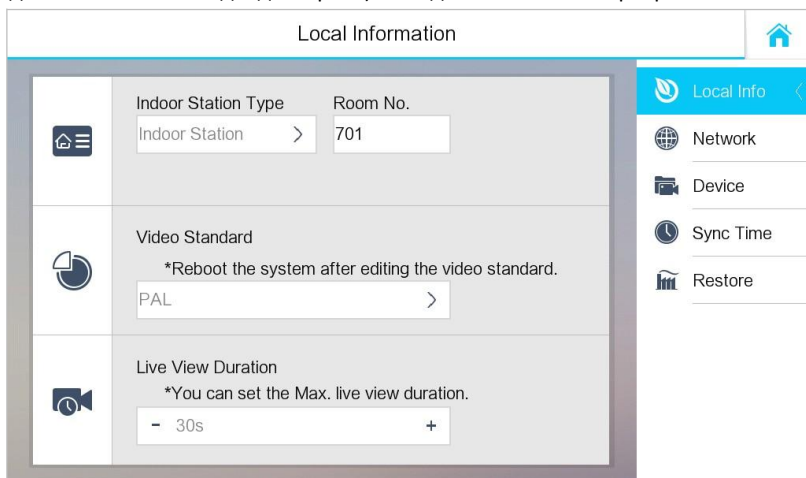 Local Information
Indoor Station Type
Room No.
Indoor Station
701
Video Standard
*Reboot the system after editing the video standard.
PAL
Live View Duration
*You can set the Max. live view duration.
- 30s +
Local Info
Network
Device
Sync Time
Restore